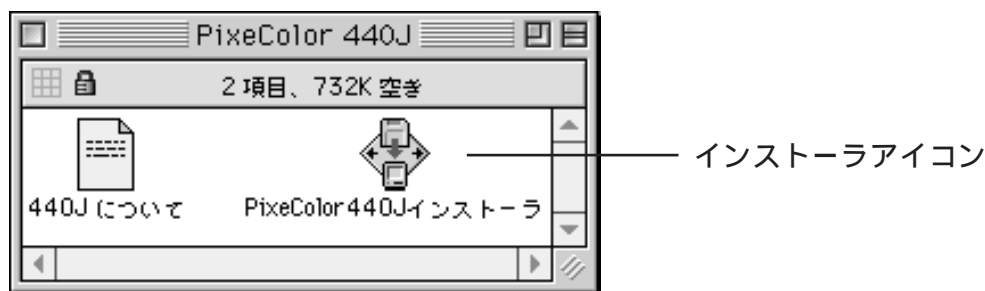 PixeColor 440J
2 項目、732K 空き
440J について
PixeColor440Jインストーラ
インストーラアイコン